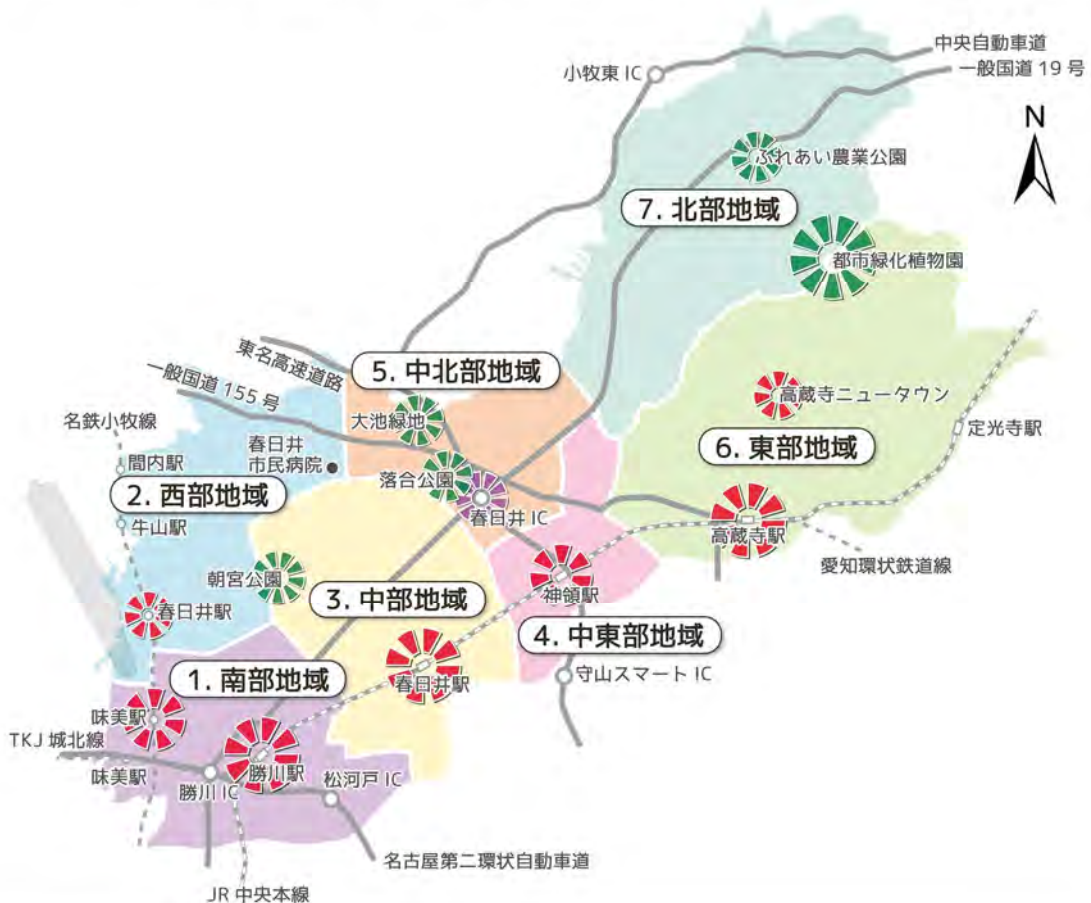 中央自動車道
小牧東 IC
一般国道 19 号
N
ふれあい農業公園
7. 北部地域
都市緑化植物園
東名高速道路
5. 中北部地域
一般国道 155 号
大池緑地
高蔵寺ニュータウン
名鉄小牧線
春日井
市民病院
定光寺駅
6. 東部地域
間内駅
落合公園
2. 西部地域
春日井 IC
牛山駅
高蔵寺駅
愛知環状鉄道線
朝宮公園
神領駅
3. 中部地域
春日井駅
4. 中東部地域
守山スマート IC
1. 南部地域
春日井駅
味美駅
TKJ 城北線
味美駅
勝川駅
勝川 IC
松河戸 IC
名古屋第二環状自動車道
JR 中央本線